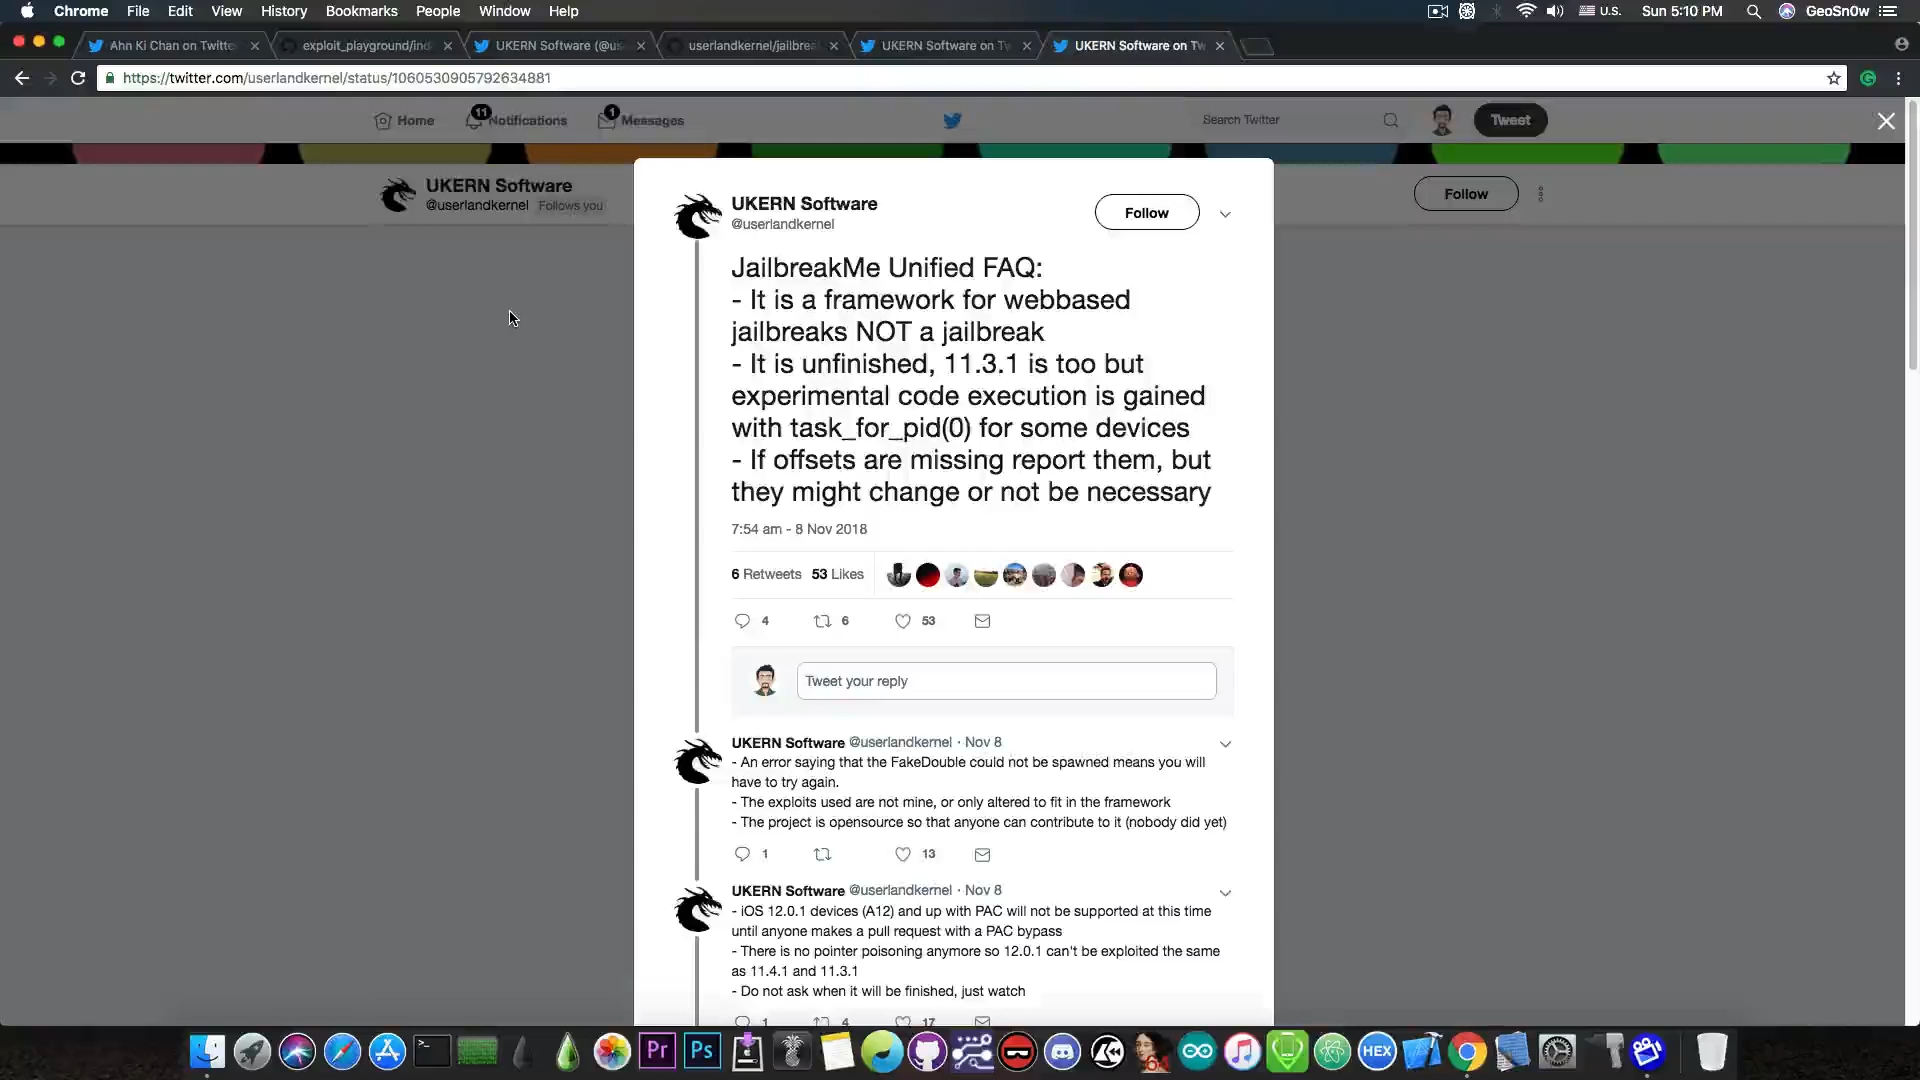 Chrome File Edit View History Bookmarks People Window Help U.S. Sun 5:10 PM GeoSn0w
Ahn Ki Chan on Twitte exploit_playground/ind UKERN Software (@us userlandkernel/jailbrea UKERN Software on Tw UKERN Software on Tw
https://twitter.com/userlandkernel/status/1060530905792634881
Home 11 Notifications 1 Messages Search Twitter Tweet
UKERN Software
@userlandkernel Follows you
Follow
UKERN Software
@userlandkernel
Follow
JailbreakMe Unified FAQ:
- It is a framework for webbased
jailbreaks NOT a jailbreak
- It is unfinished, 11.3.1 is too but
experimental code execution is gained
with task_for_pid(0) for some devices
- If offsets are missing report them, but
they might change or not be necessary
7:54 am - 8 Nov 2018
6 Retweets 53 Likes
4 6 53
Tweet your reply
UKERN Software @userlandkernel · Nov 8
- An error saying that the FakeDouble could not be spawned means you will
have to try again.
- The exploits used are not mine, or only altered to fit in the framework
- The project is opensource so that anyone can contribute to it (nobody did yet)
1 13
UKERN Software @userlandkernel · Nov 8
- iOS 12.0.1 devices (A12) and up with PAC will not be supported at this time
until anyone makes a pull request with a PAC bypass
- There is no pointer poisoning anymore so 12.0.1 can't be exploited the same
as 11.4.1 and 11.3.1
- Do not ask when it will be finished, just watch
1 4 17
Pr Ps 64 HEX